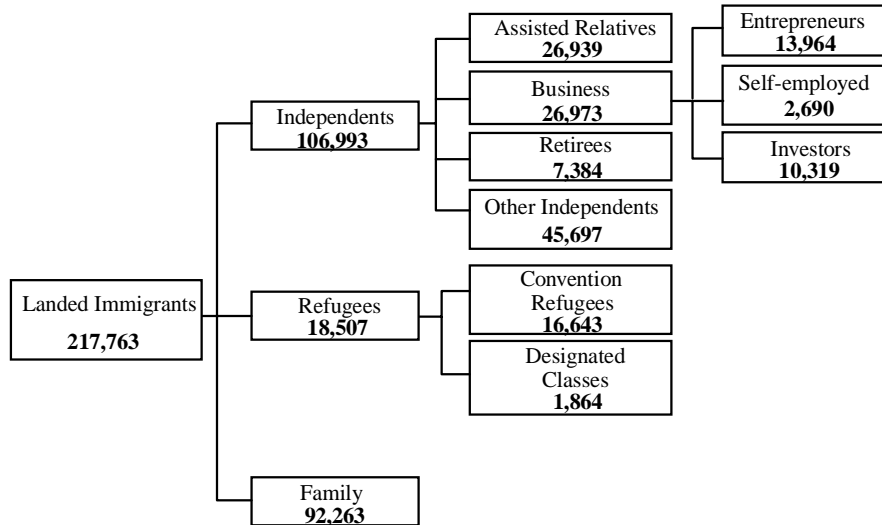 Landed Immigrants
217,763
Independents
106,993
Assisted Relatives
26,939
Business
26,973
Entrepreneurs
13,964
Self-employed
2,690
Investors
10,319
Retirees
7,384
Other Independents
45,697
Refugees
18,507
Convention
Refugees
16,643
Designated
Classes
1,864
Family
92,263